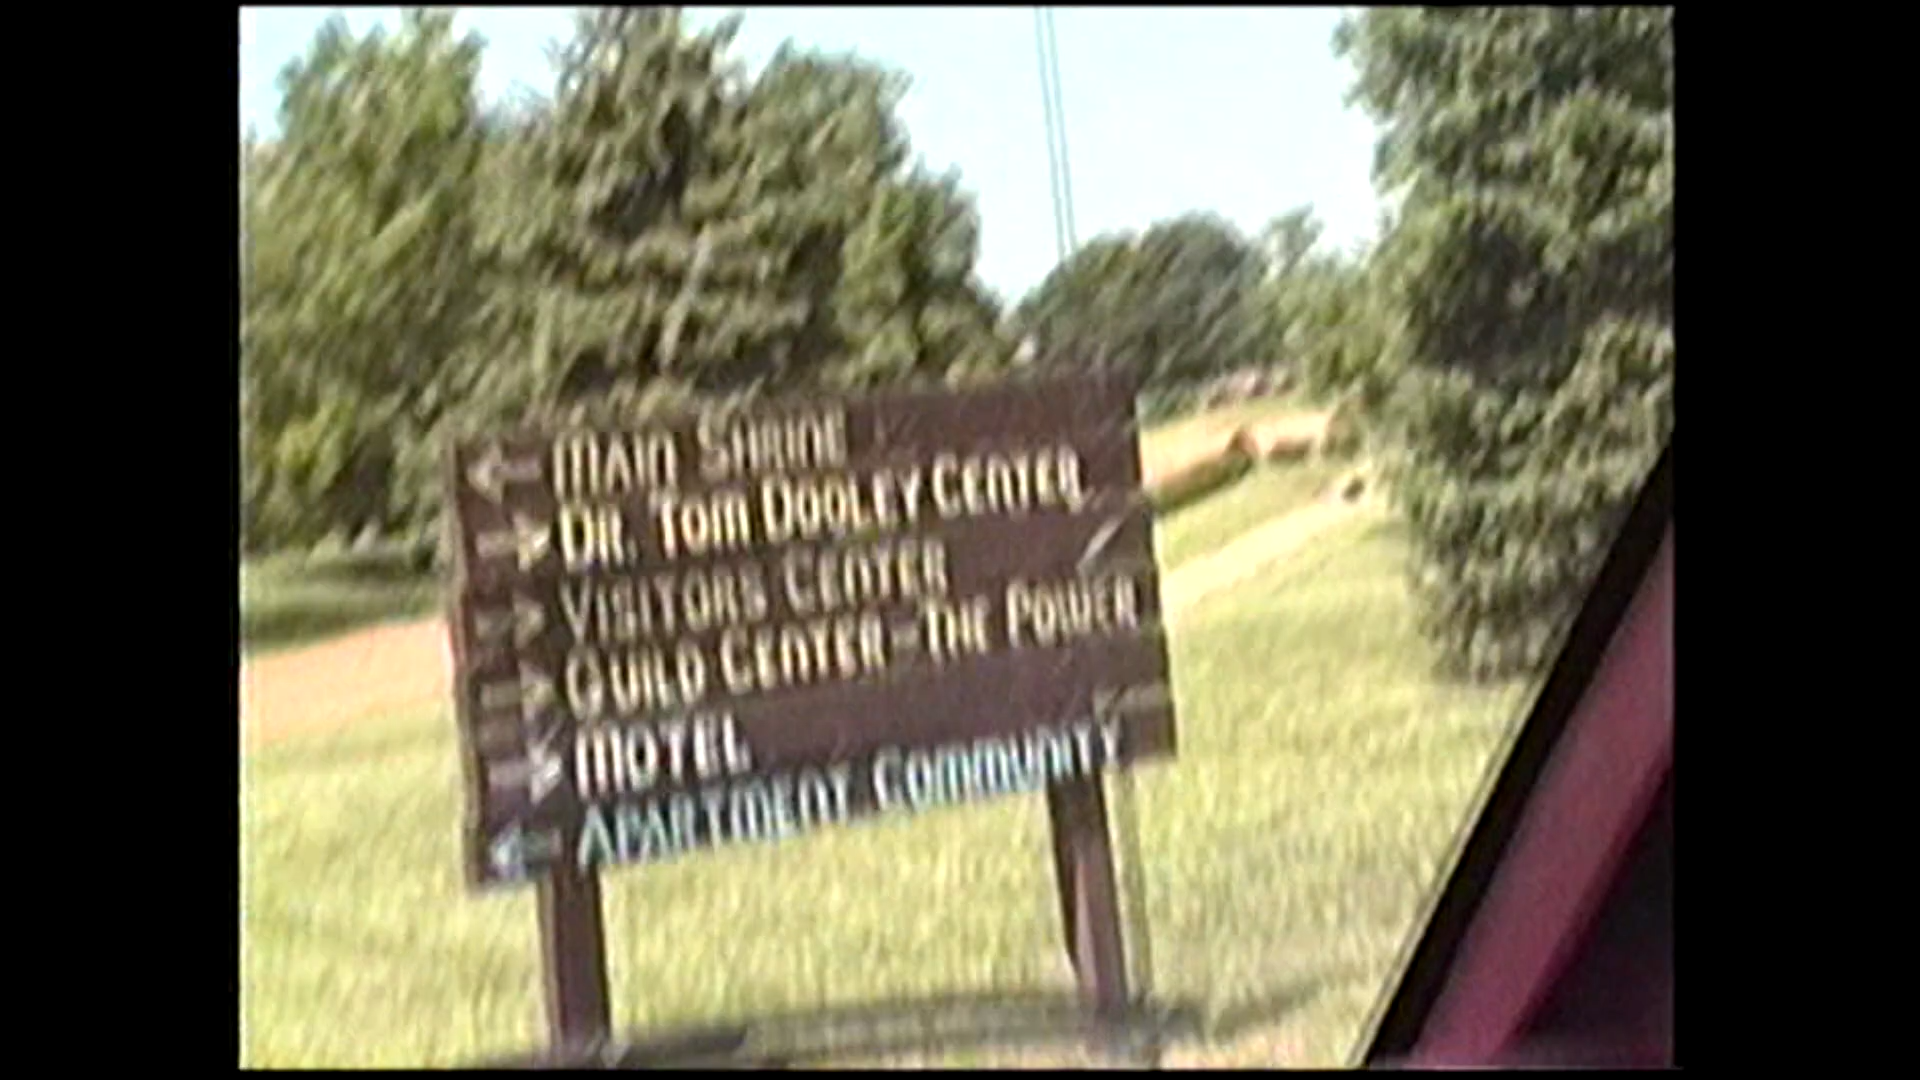 ← MAIN SHRINE
→ DR. TOM DOOLEY CENTER
→ VISITORS CENTER
→ GUILD CENTER-THE POWER
→ MOTEL
← APARTMENT COMMUNITY